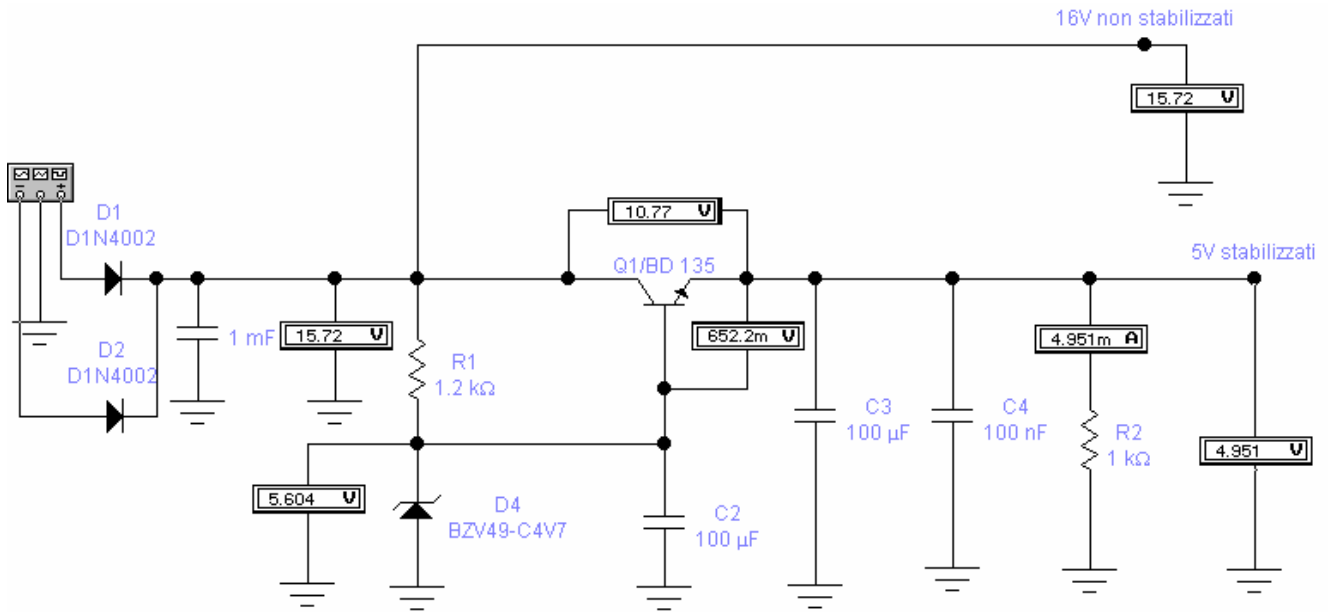 16V non stabilizzati
15.72 V
10.77 V
D1
D1N4002
Q1/BD 135
5V stabilizzati
1 mF
15.72 V
652.2m V
4.951m A
D2
D1N4002
R1
1.2 kΩ
C3
100 µF
C4
100 nF
R2
1 kΩ
4.951 V
5.604 V
D4
BZV49-C4V7
C2
100 µF